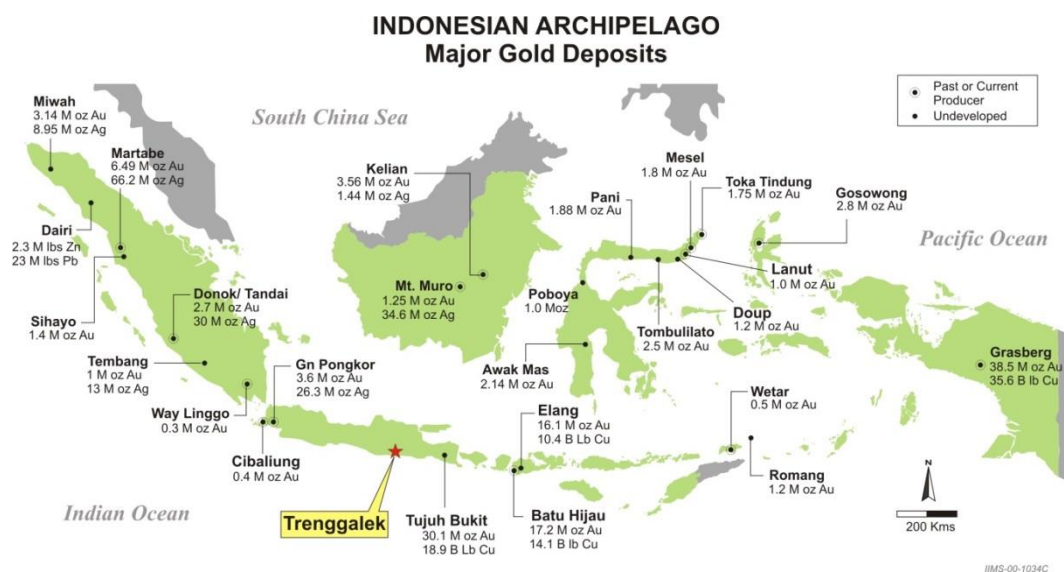 INDONESIAN ARCHIPELAGO
Major Gold Deposits
Past or Current
Producer
Undeveloped
South China Sea
Pacific Ocean
Indian Ocean
Miwah
3.14 M oz Au
8.95 M oz Ag
Martabe
6.49 M oz Au
66.2 M oz Ag
Dairi
2.3 M lbs Zn
23 M lbs Pb
Sihayo
1.4 M oz Au
Donok/ Tandai
2.7 M oz Au
30 M oz Ag
Tembang
1 M oz Au
13 M oz Ag
Way Linggo
0.3 M oz Au
Gn Pongkor
3.6 M oz Au
26.3 M oz Ag
Cibaliung
0.4 M oz Au
Trenggalek
Tujuh Bukit
30.1 M oz Au
18.9 B Lb Cu
Elang
16.1 M oz Au
10.4 B Lb Cu
Batu Hijau
17.2 M oz Au
14.1 B lb Cu
Kelian
3.56 M oz Au
1.44 M oz Ag
Mt. Muro
1.25 M oz Au
34.6 M oz Ag
Poboya
1.0 Moz
Awak Mas
2.14 M oz Au
Pani
1.88 M oz Au
Tombulilato
2.5 M oz Au
Mesel
1.8 M oz Au
Toka Tindung
1.75 M oz Au
Lanut
1.0 M oz Au
Doup
1.2 M oz Au
Gosowong
2.8 M oz Au
Wetar
0.5 M oz Au
Romang
1.2 M oz Au
Grasberg
38.5 M oz Au
35.6 B lb Cu
N
200 Kms
IIMS-00-1034C